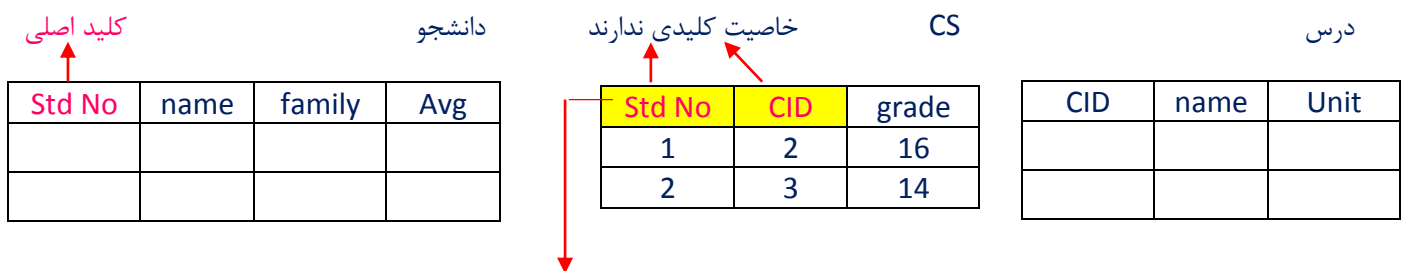 کلید اصلی دانشجو خاصیت کلیدی ندارند CS درس
Std No name family Avg
Std No CID grade
1 2 16
2 3 14
CID name Unit